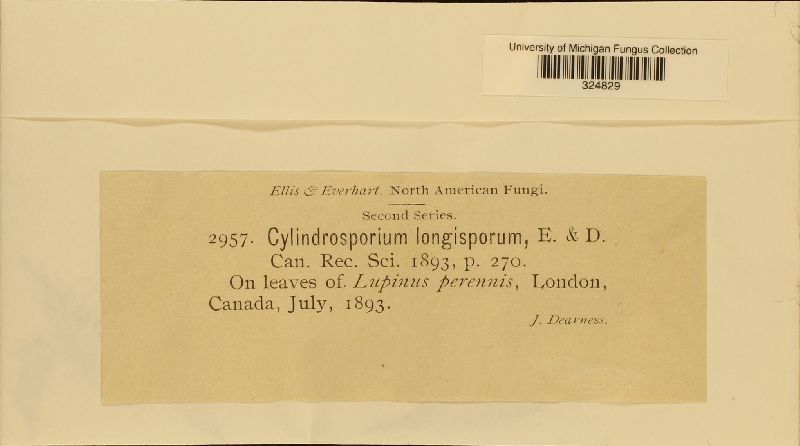 University of Michigan Fungus Collection
324829
Ellis & Everhart. North American Fungi.
Second Series.
2957. Cylindrosporium longisporum, E. & D.
Can. Rec. Sci. 1893, p. 270.
On leaves of. Lupinus perennis, London,
Canada, July, 1893.
J. Dearness.